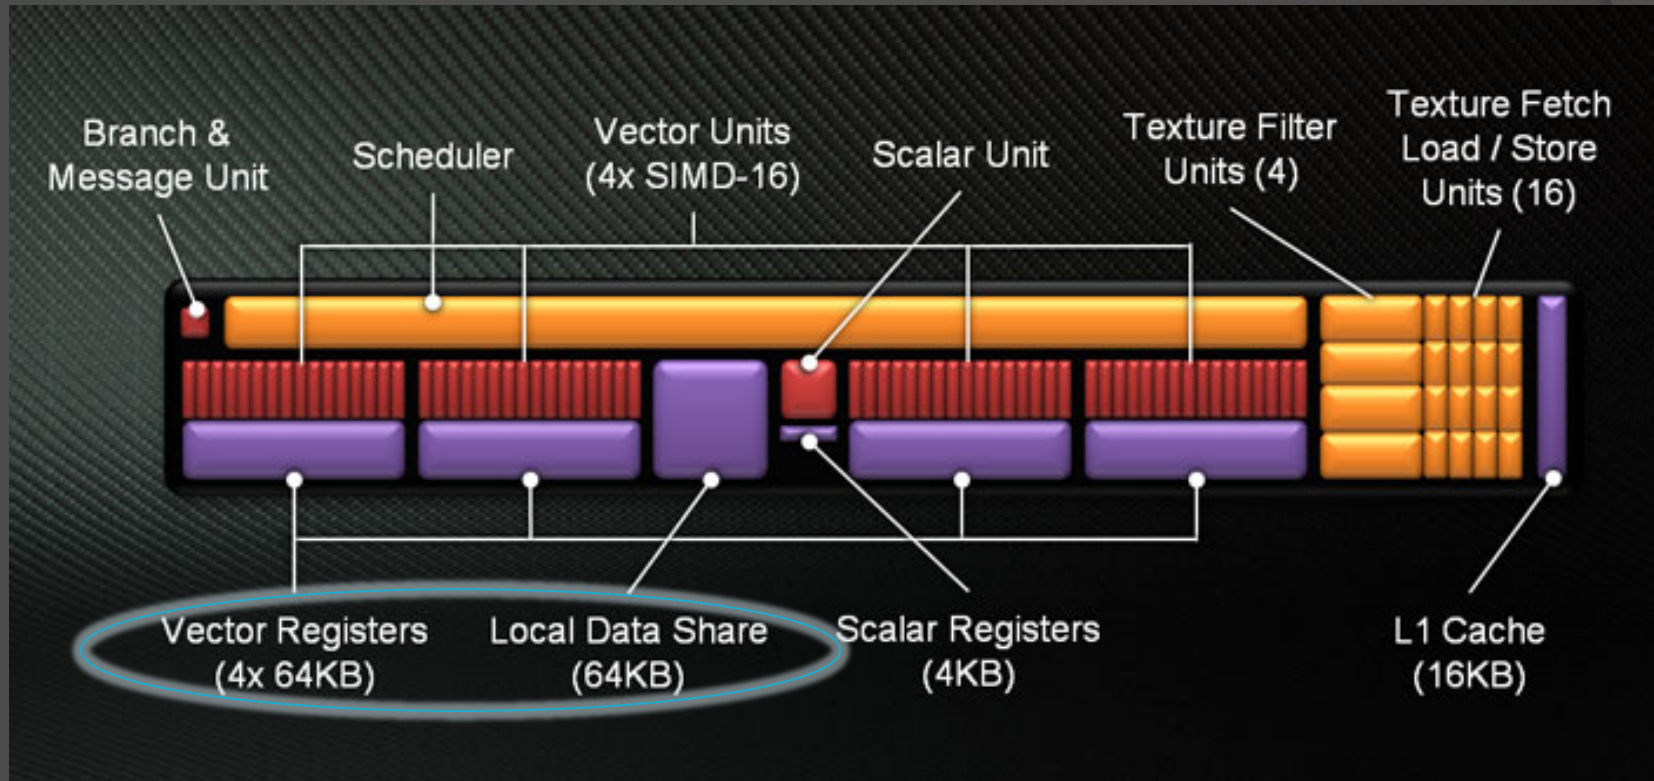 Branch &
Message Unit
Scheduler
Vector Units
(4x SIMD-16)
Scalar Unit
Texture Filter
Units (4)
Texture Fetch
Load / Store
Units (16)
Vector Registers
(4x 64KB)
Local Data Share
(64KB)
Scalar Registers
(4KB)
L1 Cache
(16KB)